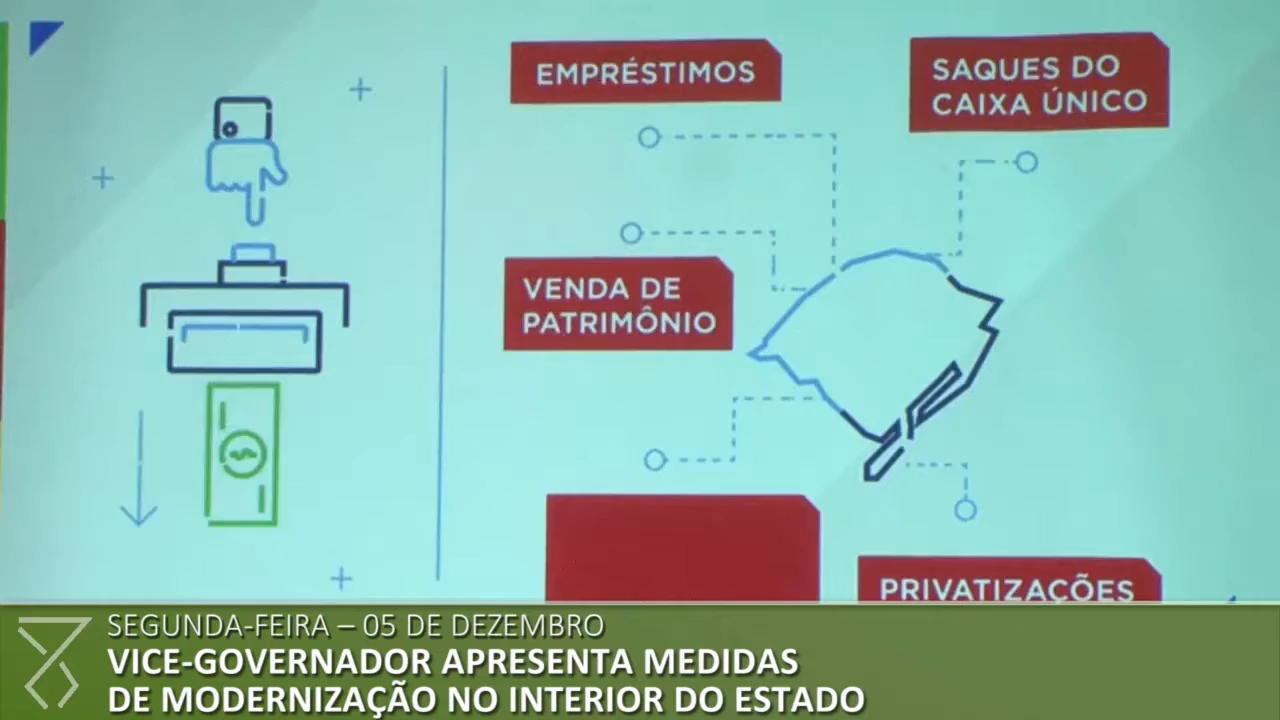 EMPRÉSTIMOS
SAQUES DO
CAIXA ÚNICO
VENDA DE
PATRIMÔNIO
PRIVATIZAÇÕES
SEGUNDA-FEIRA – 05 DE DEZEMBRO
VICE-GOVERNADOR APRESENTA MEDIDAS
DE MODERNIZAÇÃO NO INTERIOR DO ESTADO